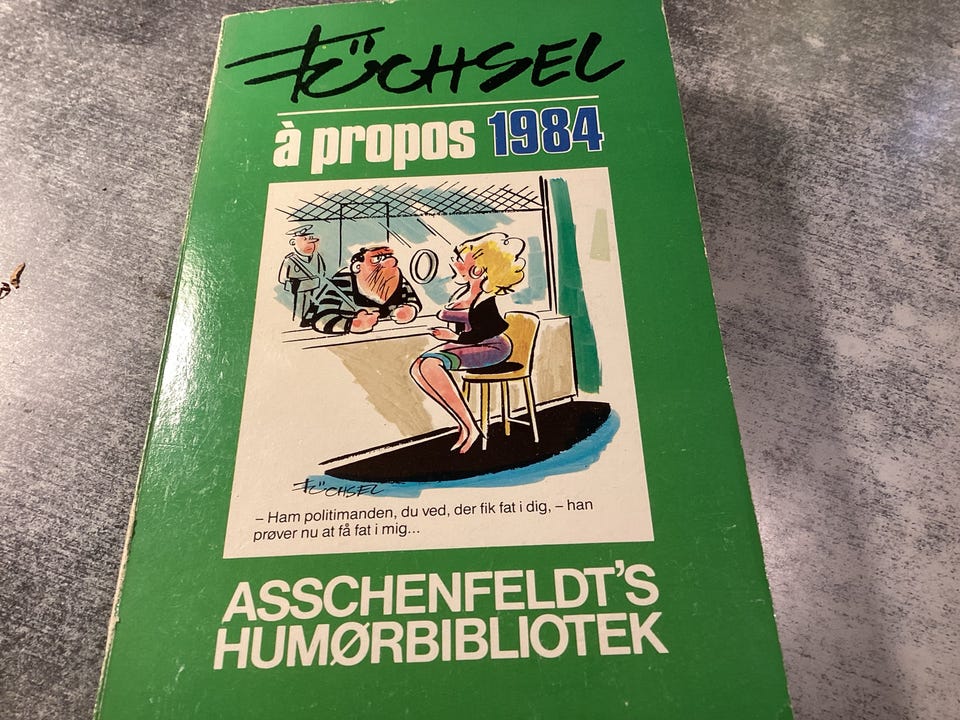 FÜCHSEL
à propos 1984
FÜCHSEL
– Ham politimanden, du ved, der fik fat i dig, – han
prøver nu at få fat i mig...
ASSCHENFELDT'S
HUMØRBIBLIOTEK